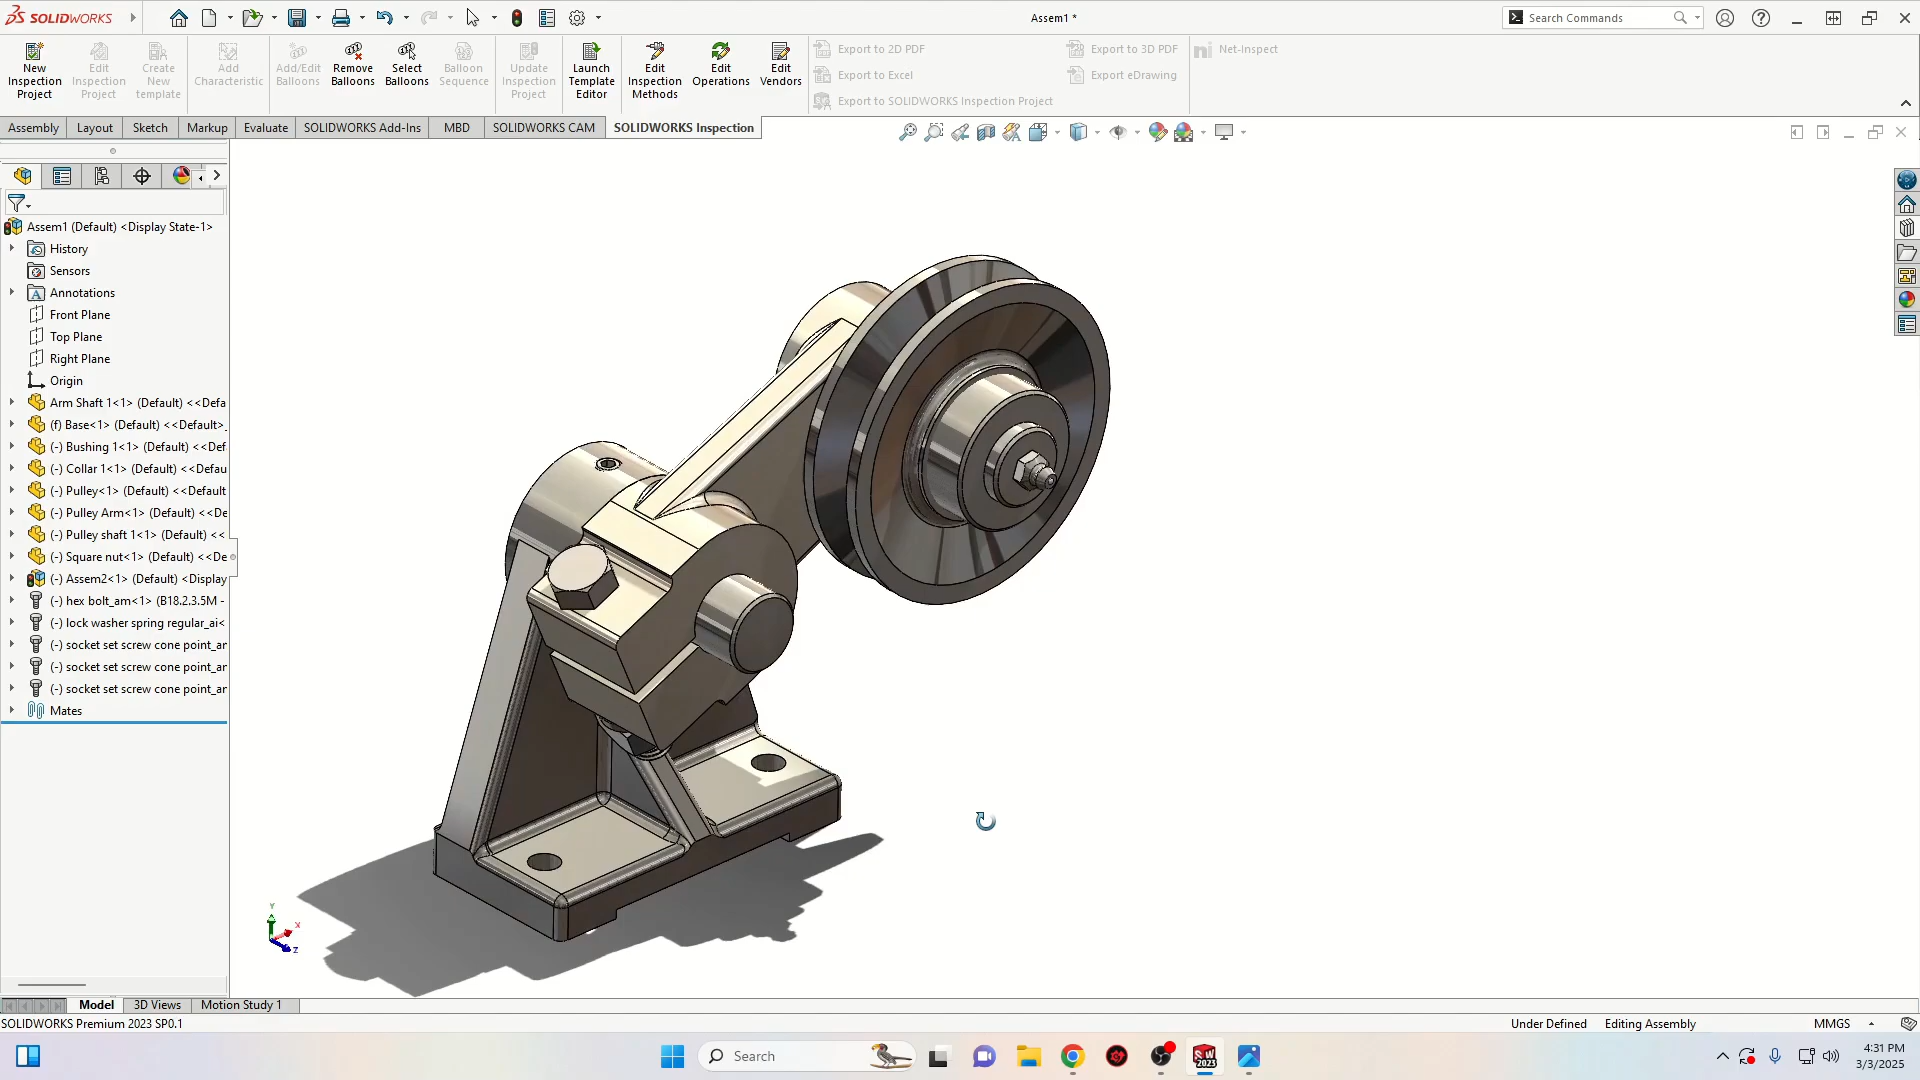 SOLIDWORKS
Assem1 *
Search Commands
New Inspection Project
Edit Inspection Project
Create New template
Add Characteristic
Add/Edit Balloons
Remove Balloons
Select Balloons
Balloon Sequence
Update Inspection Project
Launch Template Editor
Edit Inspection Methods
Edit Operations
Edit Vendors
Export to 2D PDF
Export to Excel
Export to SOLIDWORKS Inspection Project
Export to 3D PDF
Export eDrawing
Net-Inspect
Assembly
Layout
Sketch
Markup
Evaluate
SOLIDWORKS Add-Ins
MBD
SOLIDWORKS CAM
SOLIDWORKS Inspection
Assem1 (Default) <Display State-1>
History
Sensors
Annotations
Front Plane
Top Plane
Right Plane
Origin
Arm Shaft 1<1> (Default) <<Defa
(f) Base<1> (Default) <<Default>_
(-) Bushing 1<1> (Default) <<Def
(-) Collar 1<1> (Default) <<Defau
(-) Pulley<1> (Default) <<Default
(-) Pulley Arm<1> (Default) <<De
(-) Pulley shaft 1<1> (Default) <<
(-) Square nut<1> (Default) <<De
(-) Assem2<1> (Default) <Display
(-) hex bolt_am<1> (B18.2.3.5M -
(-) lock washer spring regular_ai<
(-) socket set screw cone point_ar
(-) socket set screw cone point_ar
(-) socket set screw cone point_ar
Mates
Y
X
Z
Model
3D Views
Motion Study 1
SOLIDWORKS Premium 2023 SP0.1
Under Defined
Editing Assembly
MMGS
Search
4:31 PM
3/3/2025